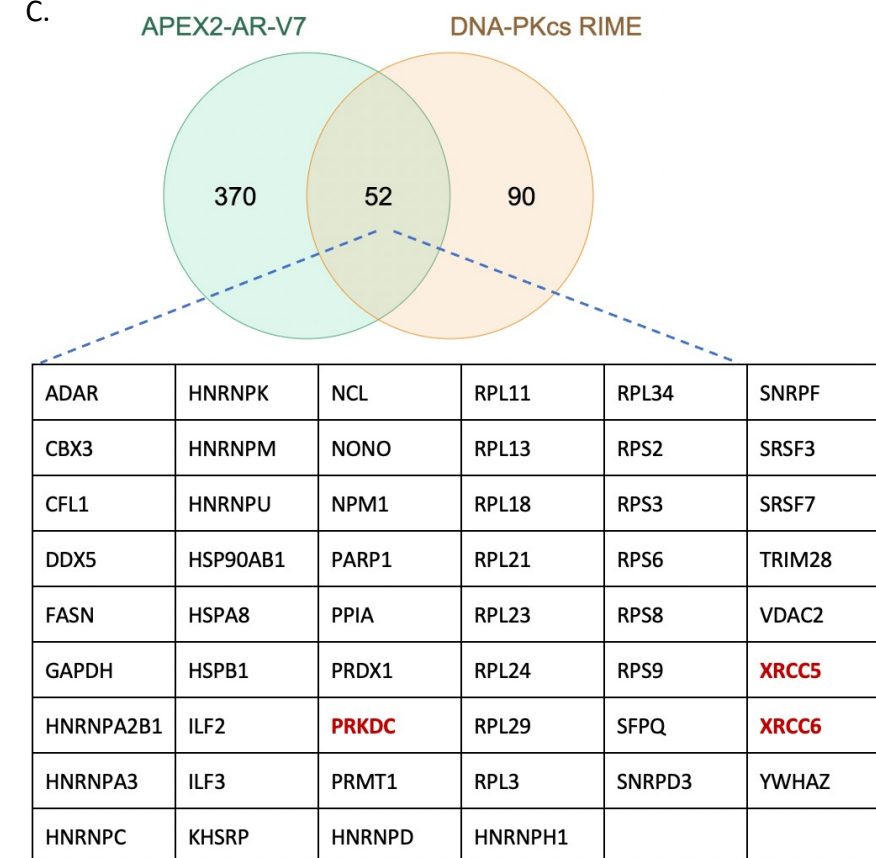 C.
APEX2-AR-V7 DNA-PKcs RIME
370 52 90
ADAR HNRNPK NCL RPL11 RPL34 SNRPF
CBX3 HNRNPM NONO RPL13 RPS2 SRSF3
CFL1 HNRNPU NPM1 RPL18 RPS3 SRSF7
DDX5 HSP90AB1 PARP1 RPL21 RPS6 TRIM28
FASN HSPA8 PPIA RPL23 RPS8 VDAC2
GAPDH HSPB1 PRDX1 RPL24 RPS9 XRCC5
HNRNPA2B1 ILF2 PRKDC RPL29 SFPQ XRCC6
HNRNPA3 ILF3 PRMT1 RPL3 SNRPD3 YWHAZ
HNRNPC KHSRP HNRNPD HNRNPH1